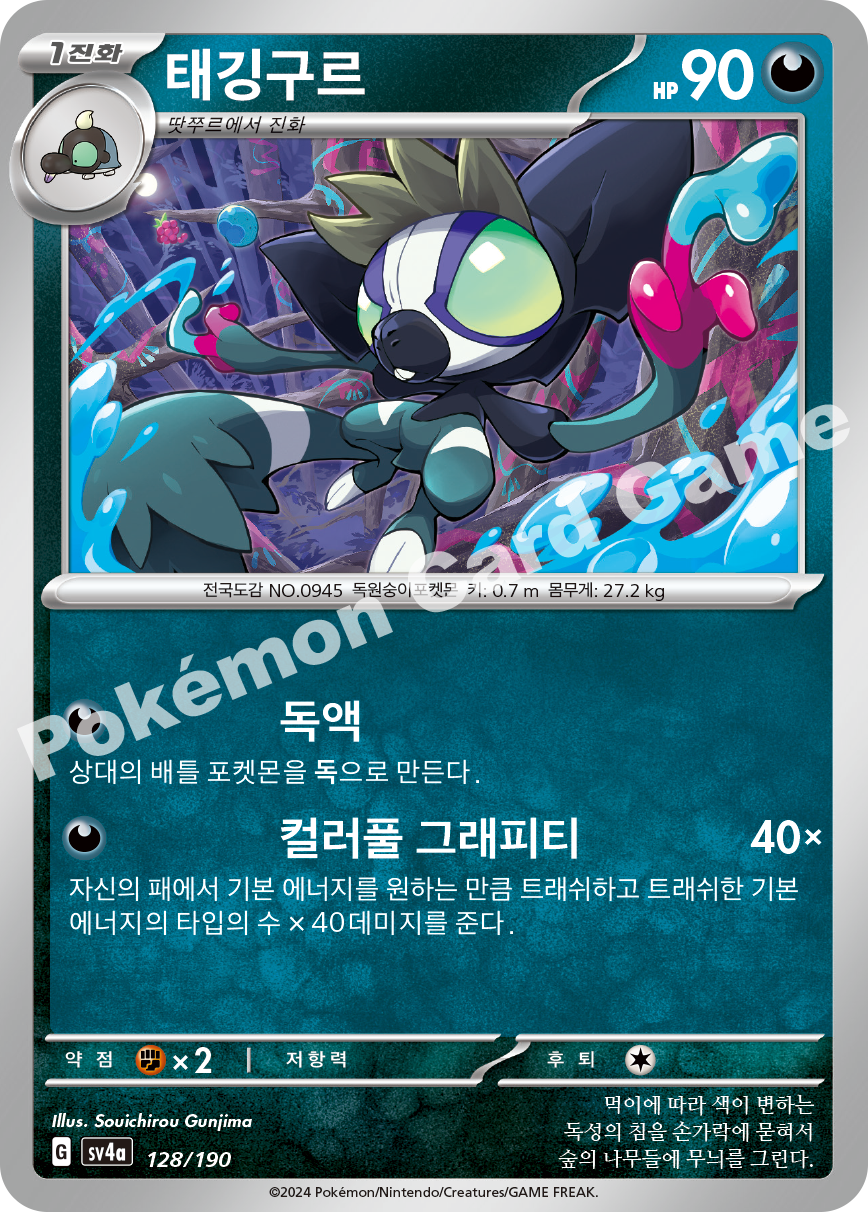 1진화
태깅구르
HP 90
땃쭈르에서 진화
전국도감 NO.0945 독원숭이포켓몬 키: 0.7 m 몸무게: 27.2 kg
Pokémon Card Game
독액
상대의 배틀 포켓몬을 독으로 만든다.
컬러풀 그래피티 40×
자신의 패에서 기본 에너지를 원하는 만큼 트래쉬하고 트래쉬한 기본
에너지의 타입의 수 × 40데미지를 준다.
약점 ×2 | 저항력 후퇴
먹이에 따라 색이 변하는
독성의 침을 손가락에 묻혀서
숲의 나무들에 무늬를 그린다.
Illus. Souichirou Gunjima
G sv4a 128/190
©2024 Pokémon/Nintendo/Creatures/GAME FREAK.